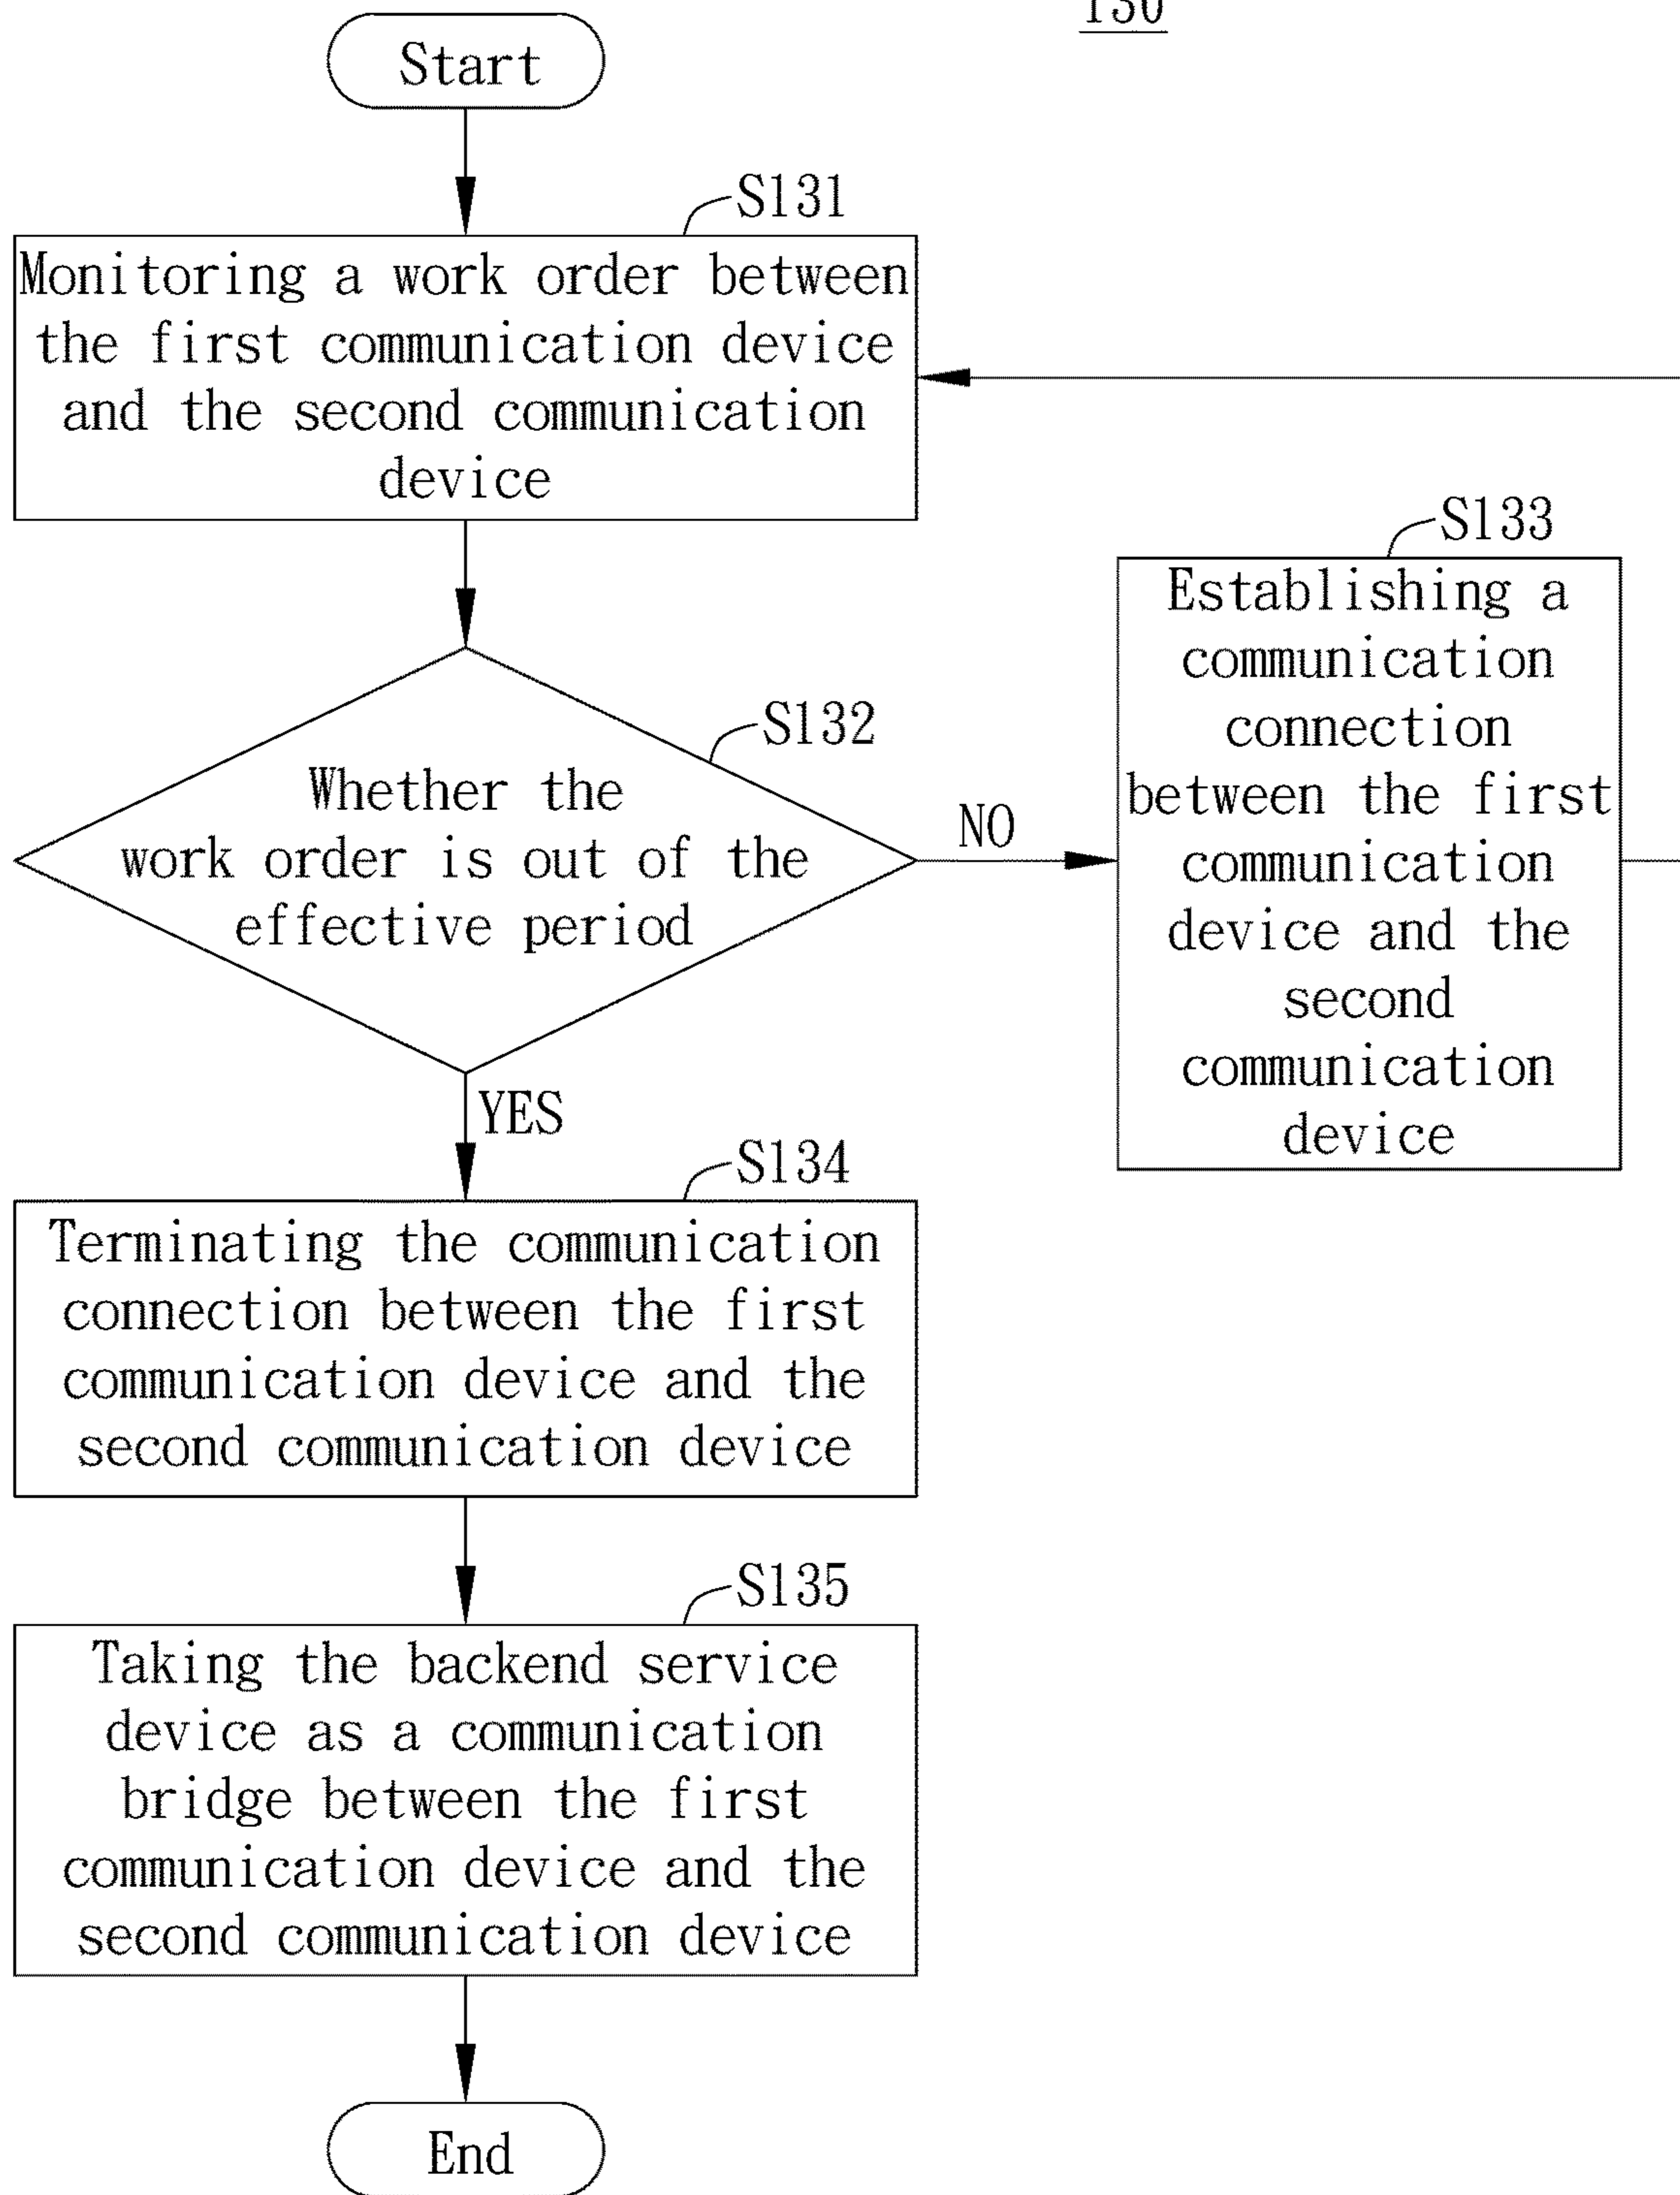 130
Start
S131
Monitoring a work order between
the first communication device
and the second communication
device
S132
Whether the
work order is out of the
effective period
NO
S133
Establishing a
communication
connection
between the first
communication
device and the
second
communication
device
YES
S134
Terminating the communication
connection between the first
communication device and the
second communication device
S135
Taking the backend service
device as a communication
bridge between the first
communication device and the
second communication device
End